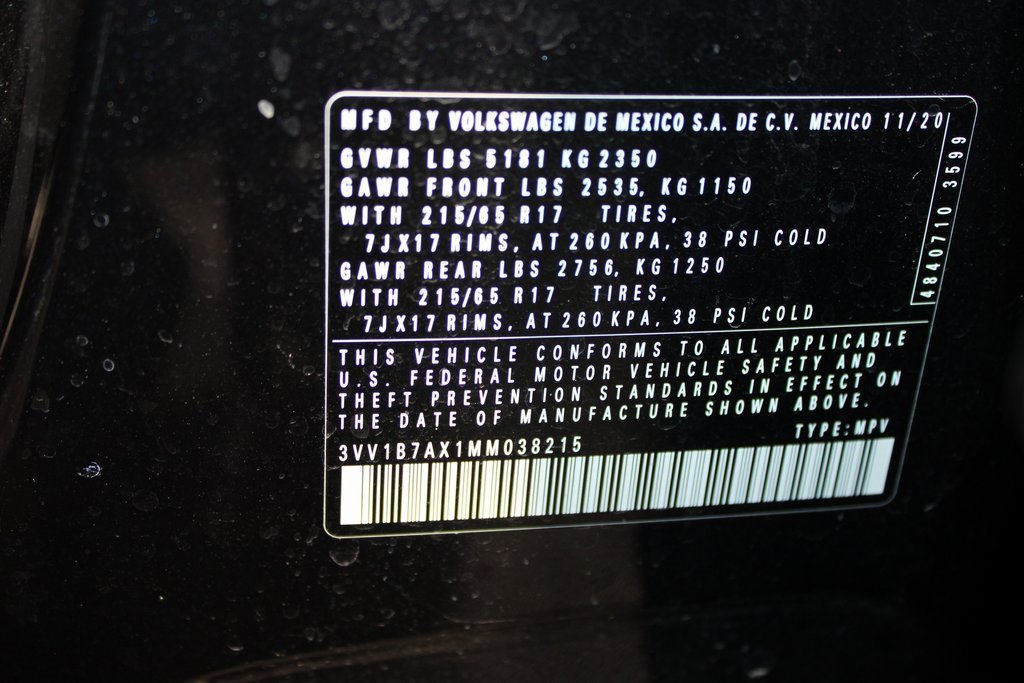 MFD BY VOLKSWAGEN DE MEXICO S.A. DE C.V. MEXICO 11/20
GVWR LBS 5181 KG 2350
GAWR FRONT LBS 2535, KG 1150
WITH 215/65 R17 TIRES,
7JX17 RIMS, AT 260 KPA, 38 PSI COLD
GAWR REAR LBS 2756, KG 1250
WITH 215/65 R17 TIRES,
7JX17 RIMS, AT 260 KPA, 38 PSI COLD
4840710 3599
THIS VEHICLE CONFORMS TO ALL APPLICABLE
U.S. FEDERAL MOTOR VEHICLE SAFETY AND
THEFT PREVENTION STANDARDS IN EFFECT ON
THE DATE OF MANUFACTURE SHOWN ABOVE.
3VV1B7AX1MM038215 TYPE:MPV